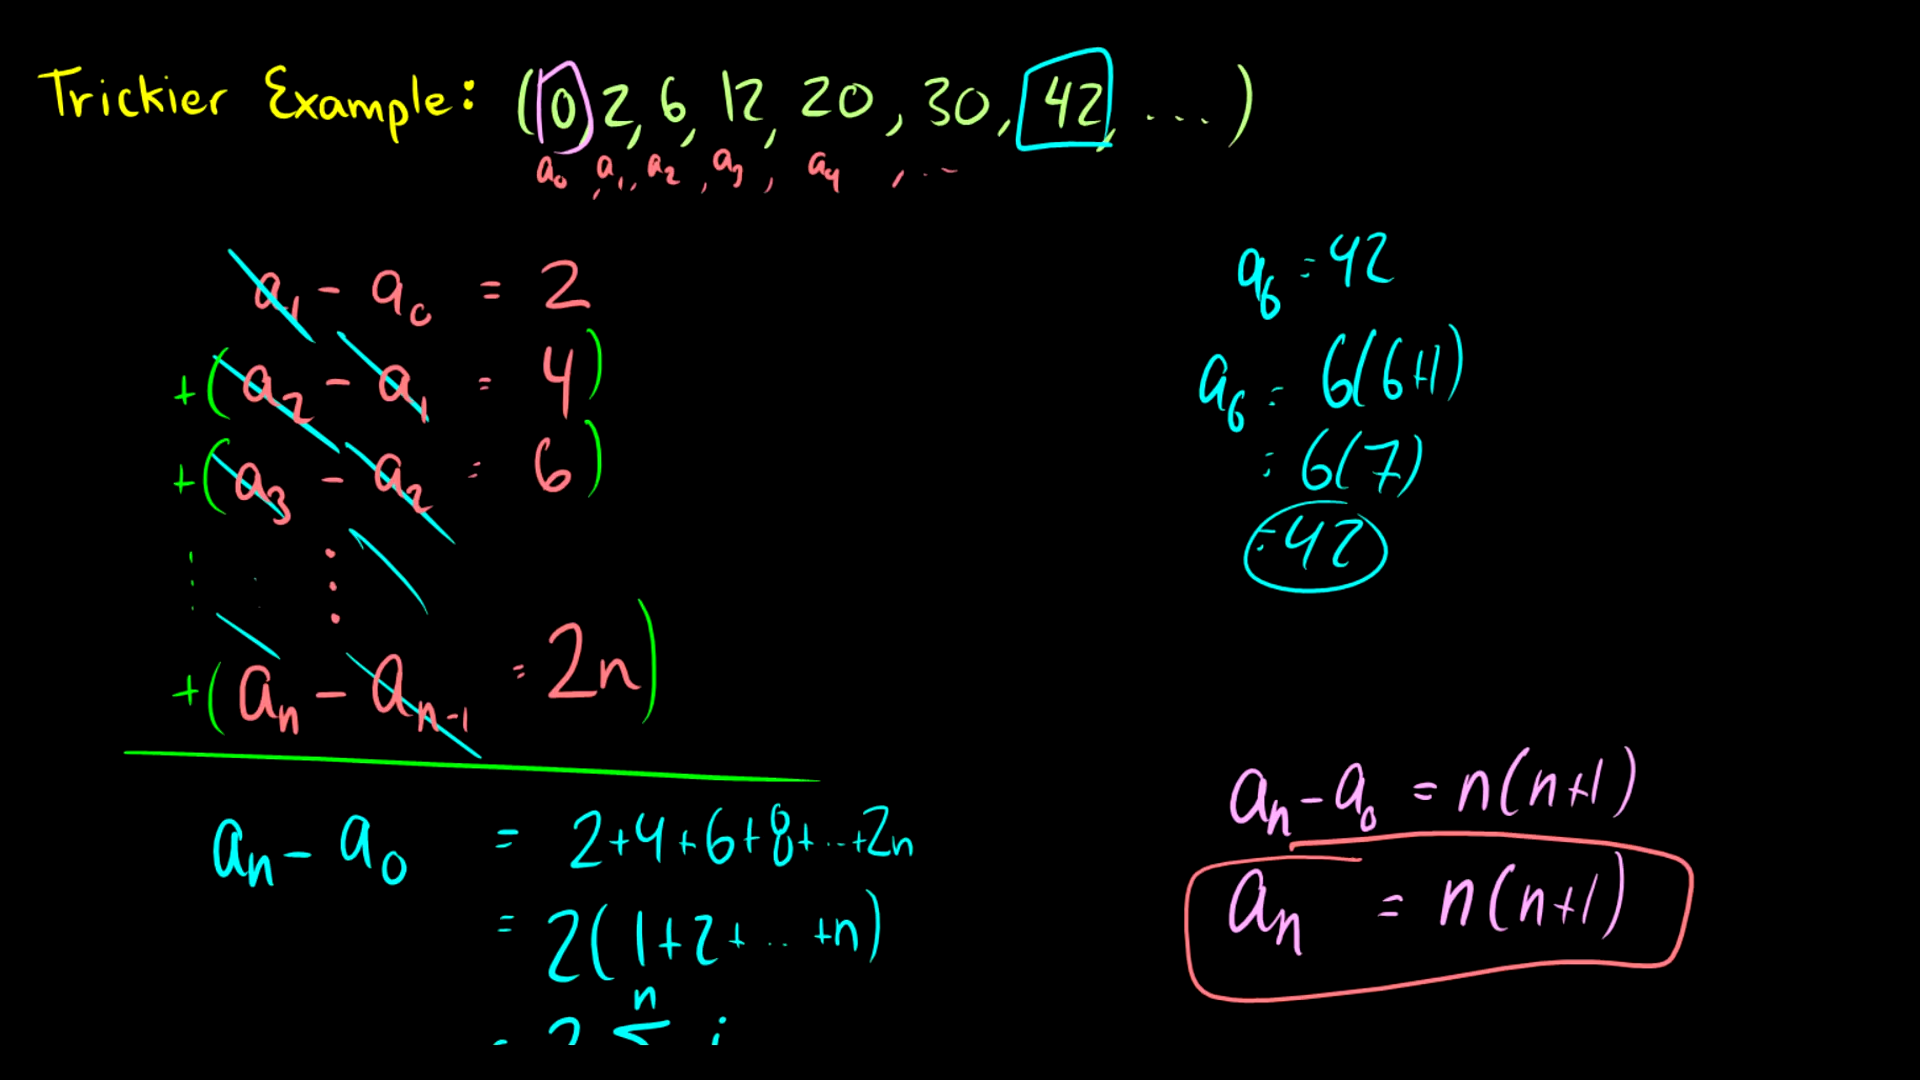 Trickier Example: (0, 2, 6, 12, 20, 30, 42, ...)
a₀, a₁, a₂, a₃, a₄, ...
a₁ - a₀ = 2
+(a₂ - a₁ = 4)
+(a₃ - a₂ = 6)
+(aₙ - aₙ₋₁ = 2n)
aₙ - a₀ = 2+4+6+8+...+2n
= 2(1+2+...+n)
= 2 Σ i
n
a₆ = 42
a₆ = 6(6+1)
= 6(7)
= 42
aₙ - a₀ = n(n+1)
aₙ = n(n+1)